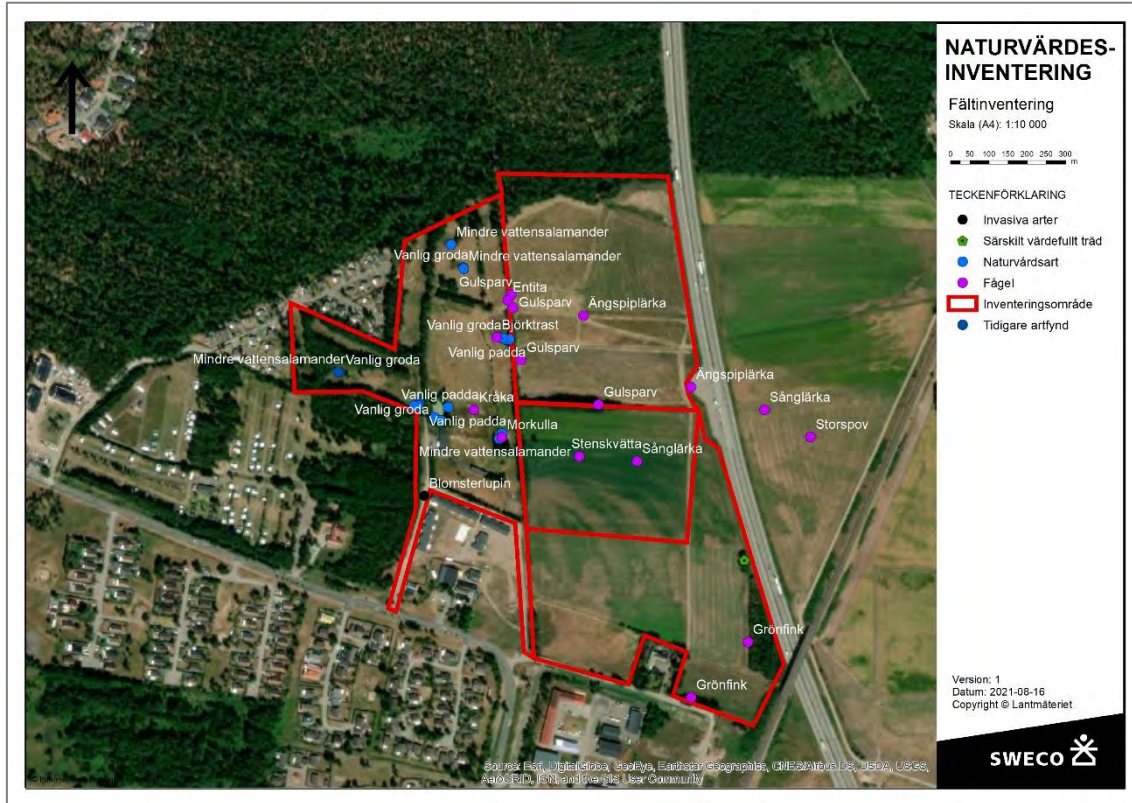 NATURVÄRDES-
INVENTERING
Fältinventering
Skala (A4): 1:10 000
0 50 100 150 200 250 300
m
TECKENFÖRKLARING
Invasiva arter
Särskilt värdefullt träd
Naturvårdsart
Fågel
Inventeringsområde
Tidigare artfynd
Mindre vattensalamander
Vanlig groda Mindre vattensalamander
Gulsparv
Entita
Gulsparv
Ängspiplärka
Vanlig groda Björktrast
Vanlig padda Gulsparv
Mindre vattensalamander Vanlig groda
Ängspiplärka
Vanlig padda Kråka
Gulsparv
Sånglärka
Vanlig groda
Vanlig padda Morkulla
Storspov
Mindre vattensalamander
Stenskvätta
Sånglärka
Blomsterlupin
Grönfink
Grönfink
Version: 1
Datum: 2021-08-16
Copyright © Lantmäteriet
SWECO
Source: Esri, DigitalGlobe, GeoEye, Earthstar Geographics, CNES/Airbus DS, USDA, USGS,
AeroGRID, IGN, and the GIS User Community